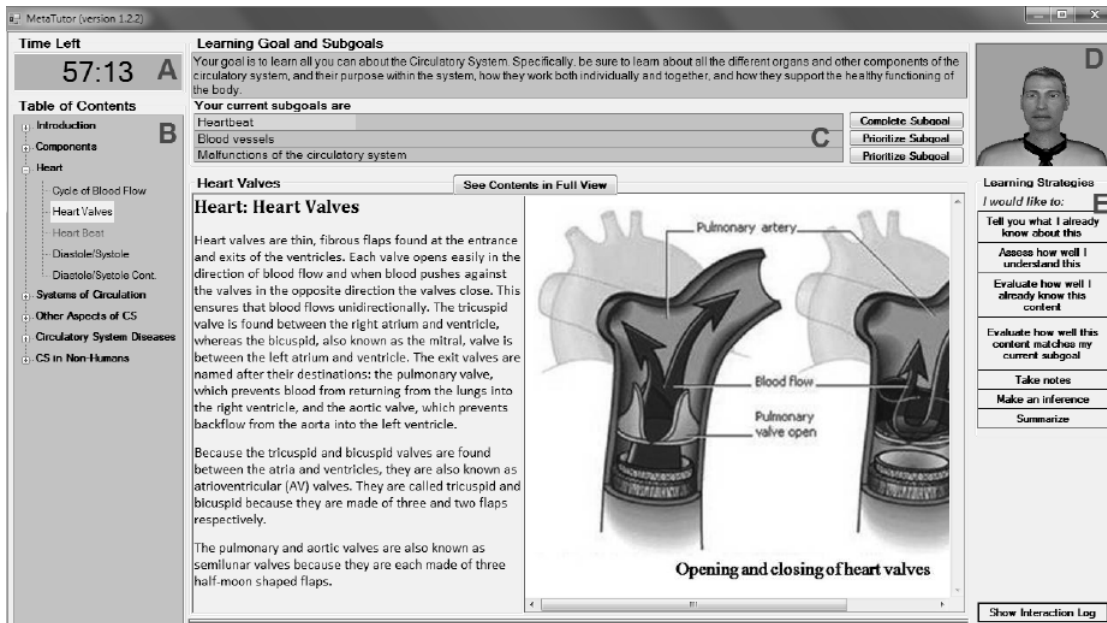 MetaTutor (version 1.2.2)
Time Left
57:13
A
Table of Contents
B
Introduction
Components
Heart
Cycle of Blood Flow
Heart Valves
Heart Beat
Diastole/Systole
Diastole/Systole Cont.
Systems of Circulation
Other Aspects of CS
Circulatory System Diseases
CS in Non-Humans
Learning Goal and Subgoals
Your goal is to learn all you can about the Circulatory System. Specifically, be sure to learn about all the different organs and other components of the
circulatory system, and their purpose within the system, how they work both individually and together, and how they support the healthy functioning of
the body.
Your current subgoals are
Heartbeat
Blood vessels
Malfunctions of the circulatory system
C
Complete Subgoal
Prioritize Subgoal
Prioritize Subgoal
Heart Valves
See Contents in Full View
Heart: Heart Valves
Heart valves are thin, fibrous flaps found at the entrance
and exits of the ventricles. Each valve opens easily in the
direction of blood flow and when blood pushes against
the valves in the opposite direction the valves close. This
ensures that blood flows unidirectionally. The tricuspid
valve is found between the right atrium and ventricle,
whereas the bicuspid, also known as the mitral, valve is
between the left atrium and ventricle. The exit valves are
named after their destinations: the pulmonary valve,
which prevents blood from returning from the lungs into
the right ventricle, and the aortic valve, which prevents
backflow from the aorta into the left ventricle.
Because the tricuspid and bicuspid valves are found
between the atria and ventricles, they are also known as
atrioventricular (AV) valves. They are called tricuspid and
bicuspid because they are made of three and two flaps
respectively.
The pulmonary and aortic valves are also known as
semilunar valves because they are each made of three
half-moon shaped flaps.
Pulmonary artery
Blood flow
Pulmonary
valve open
Opening and closing of heart valves
D
Learning Strategies
I would like to:
E
Tell you what I already
know about this
Assess how well I
understand this
Evaluate how well I
already know this
content
Evaluate how well this
content matches my
current subgoal
Take notes
Make an inference
Summarize
Show Interaction Log